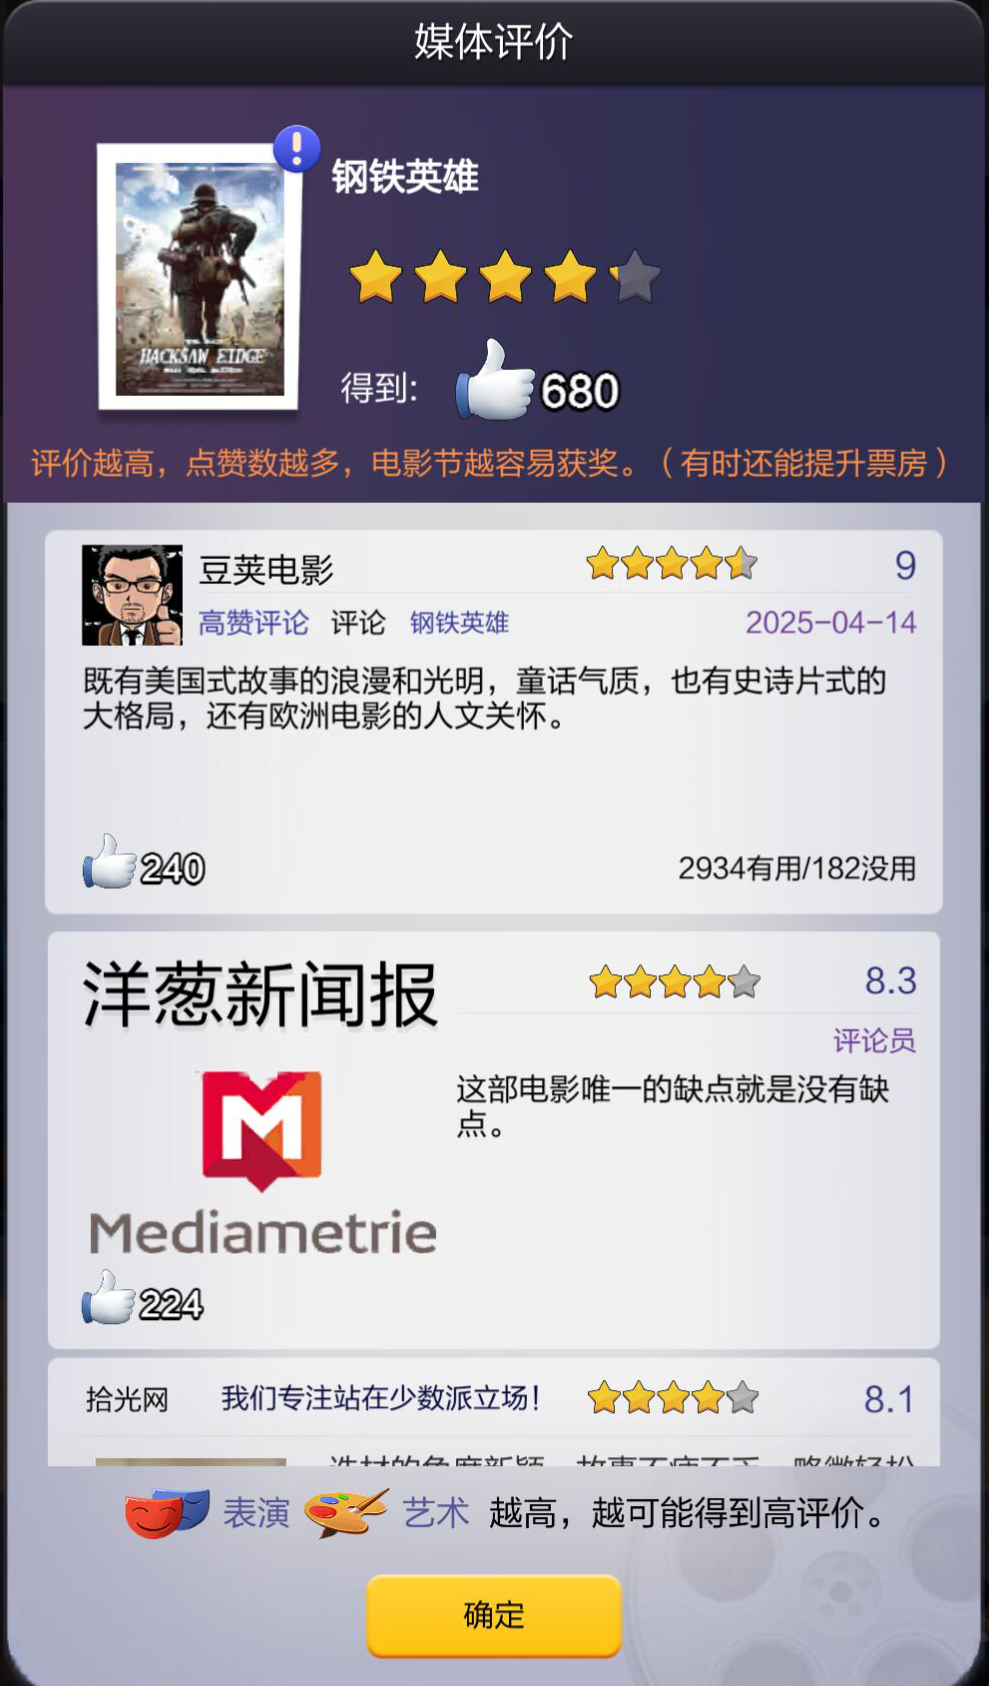 媒体评价
钢铁英雄
HACKSAW
得到: 680
评价越高，点赞数越多，电影节越容易获奖。（有时还能提升票房）
豆荚电影 9
高赞评论 评论 钢铁英雄 2025-04-14
既有美国式故事的浪漫和光明，童话气质，也有史诗片式的
大格局，还有欧洲电影的人文关怀。
240 2934有用/182没用
洋葱新闻报 8.3
评论员
这部电影唯一的缺点就是没有缺
点。
Mediametrie
224
拾光网 我们专注站在少数派立场！ 8.1
表演 艺术 越高，越可能得到高评价。
确定